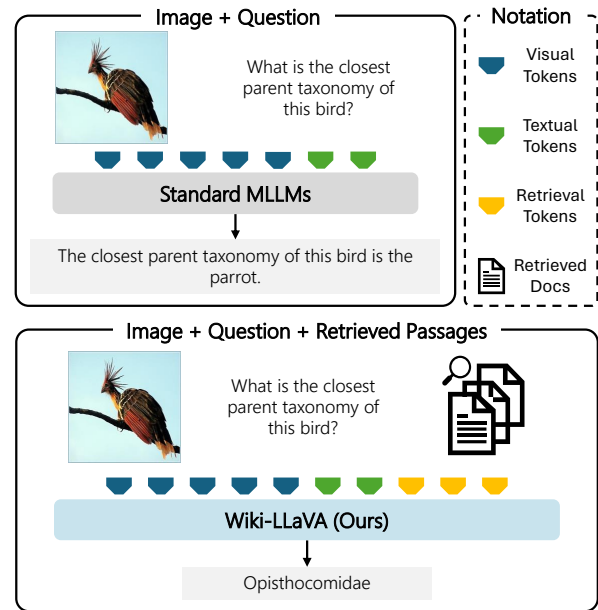 Image + Question
What is the closest
parent taxonomy of
this bird?
Standard MLLMs
The closest parent taxonomy of this bird is the
parrot.
Notation
Visual
Tokens
Textual
Tokens
Retrieval
Tokens
Retrieved
Docs
Image + Question + Retrieved Passages
What is the closest
parent taxonomy of
this bird?
Wiki-LLaVA (Ours)
Opisthocomidae